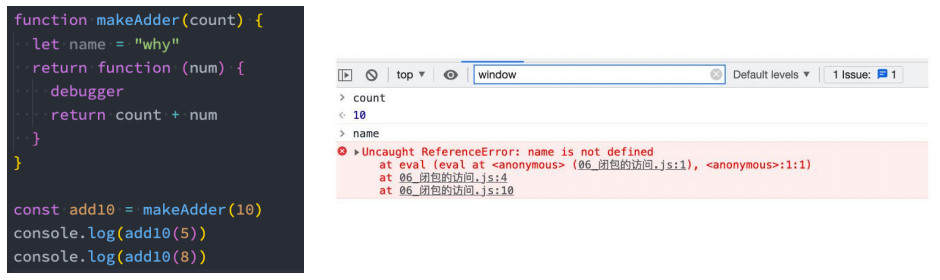 function makeAdder(count) {
let name = "why"
return function (num) {
debugger
return count + num
}
}
const add10 = makeAdder(10)
console.log(add10(5))
console.log(add10(8))
top ▼
window
Default levels ▼
1 Issue: 1
> count
< 10
> name
▶Uncaught ReferenceError: name is not defined
at eval (eval at <anonymous> (06_闭包的访问.js:1), <anonymous>:1:1)
at 06_闭包的访问.js:4
at 06_闭包的访问.js:10